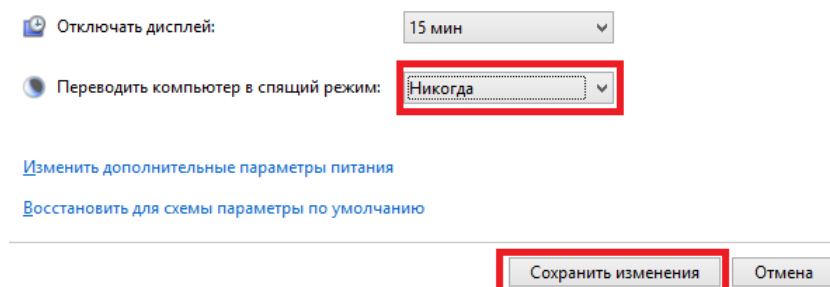 Отключать дисплей: 15 мин
Переводить компьютер в спящий режим: Никогда
Изменить дополнительные параметры питания
Восстановить для схемы параметры по умолчанию
Сохранить изменения Отмена